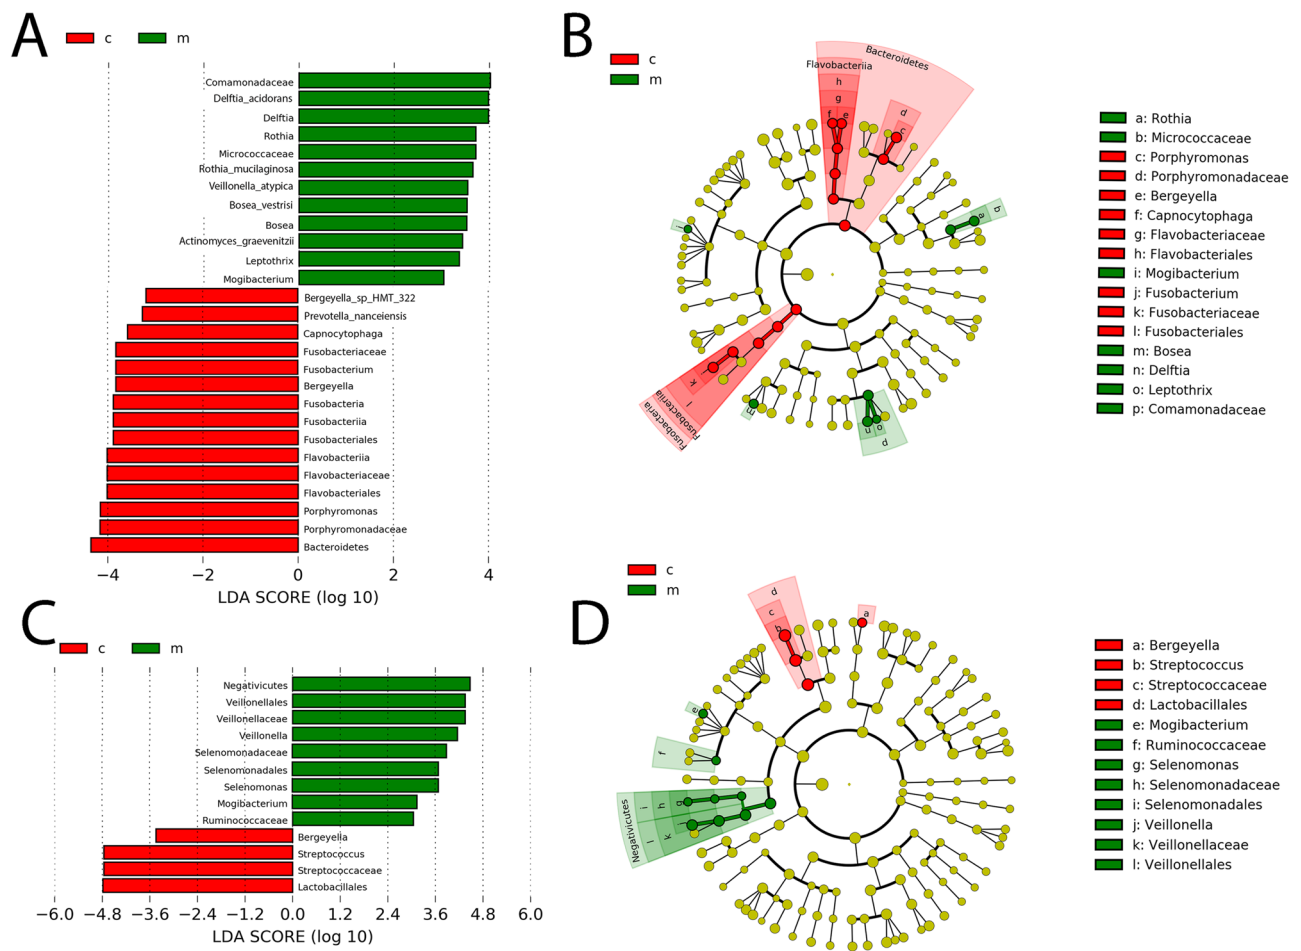 A
c
m
Comamonadaceae
Delftia_acidorans
Delftia
Rothia
Micrococcaceae
Rothia_mucilaginosa
Veillonella_atypica
Bosea_vestrisi
Bosea
Actinomyces_graevenitzii
Leptothrix
Mogibacterium
Bergeyella_sp_HMT_322
Prevotella_nanceiensis
Capnocytophaga
Fusobacteriaceae
Fusobacterium
Bergeyella
Fusobacteria
Fusobacteriia
Fusobacteriales
Flavobacteriia
Flavobacteriaceae
Flavobacteriales
Porphyromonas
Porphyromonadaceae
Bacteroidetes
−4 −2 0 2 4
LDA SCORE (log 10)
B
c
m
Bacteroidetes
Flavobacteriia
h
g
f e
d
c
a
b
i
k
l
Fusobacteriia
Fusobacteria
m
n o
p
a: Rothia
b: Micrococcaceae
c: Porphyromonas
d: Porphyromonadaceae
e: Bergeyella
f: Capnocytophaga
g: Flavobacteriaceae
h: Flavobacteriales
i: Mogibacterium
j: Fusobacterium
k: Fusobacteriaceae
l: Fusobacteriales
m: Bosea
n: Delftia
o: Leptothrix
p: Comamonadaceae
C
c
m
Negativicutes
Veillonellales
Veillonellaceae
Veillonella
Selenomonadaceae
Selenomonadales
Selenomonas
Mogibacterium
Ruminococcaceae
Bergeyella
Streptococcus
Streptococcaceae
Lactobacillales
−6.0 −4.8 −3.6 −2.4 −1.2 0.0 1.2 2.4 3.6 4.8 6.0
LDA SCORE (log 10)
D
c
m
d
c
b
a
e
f
Negativicutes
i h g
l k j
a: Bergeyella
b: Streptococcus
c: Streptococcaceae
d: Lactobacillales
e: Mogibacterium
f: Ruminococcaceae
g: Selenomonas
h: Selenomonadaceae
i: Selenomonadales
j: Veillonella
k: Veillonellaceae
l: Veillonellales